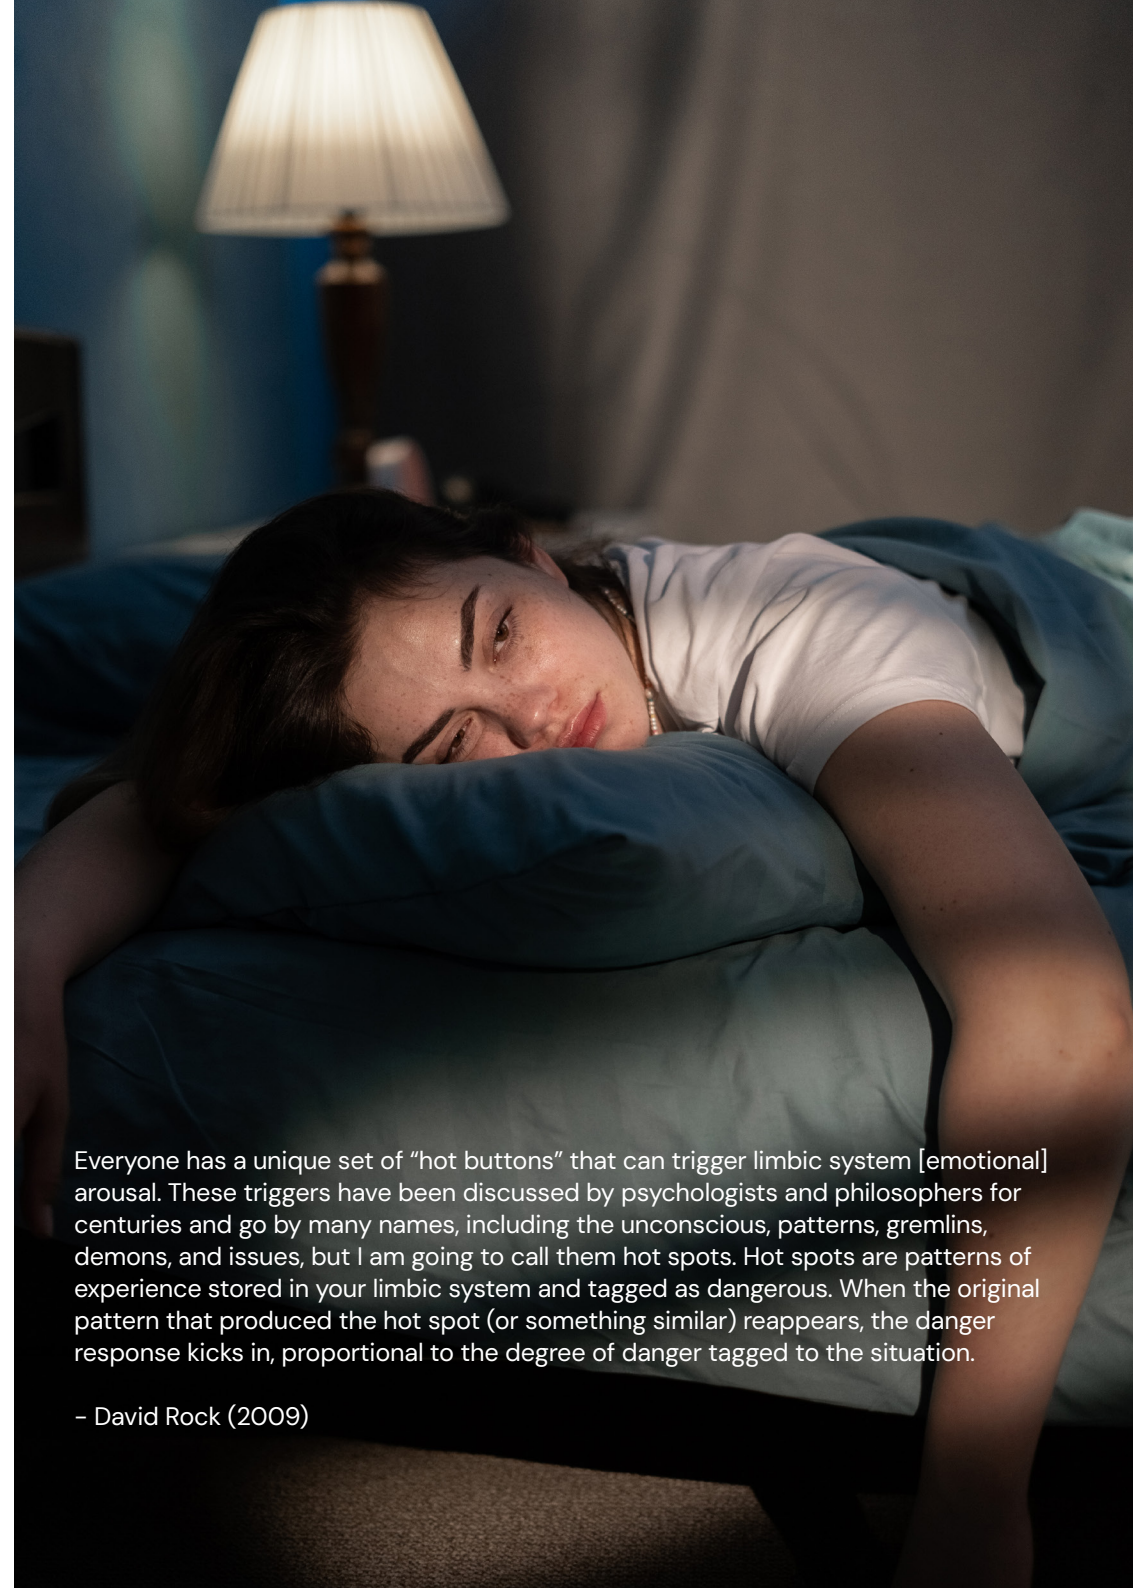 Everyone has a unique set of “hot buttons” that can trigger limbic system [emotional]
arousal. These triggers have been discussed by psychologists and philosophers for
centuries and go by many names, including the unconscious, patterns, gremlins,
demons, and issues, but I am going to call them hot spots. Hot spots are patterns of
experience stored in your limbic system and tagged as dangerous. When the original
pattern that produced the hot spot (or something similar) reappears, the danger
response kicks in, proportional to the degree of danger tagged to the situation.
– David Rock (2009)